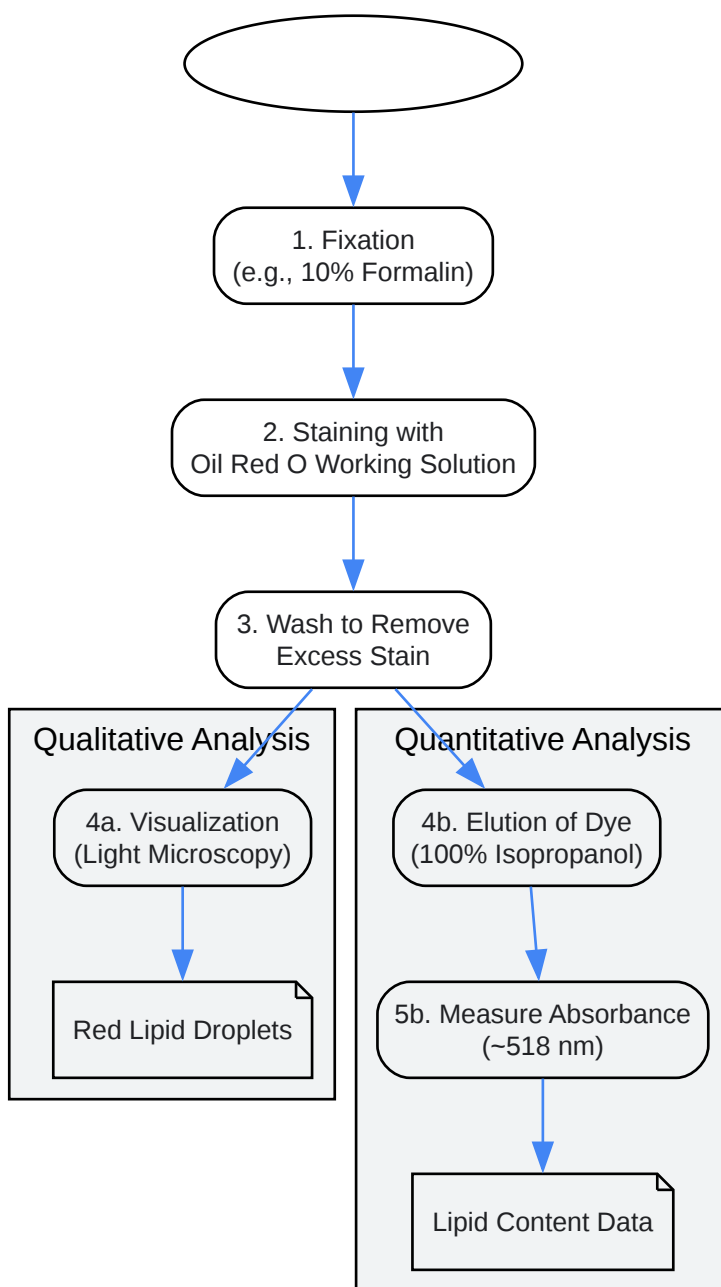 1. Fixation
(e.g., 10% Formalin)
2. Staining with
Oil Red O Working Solution
3. Wash to Remove
Excess Stain
Qualitative Analysis
4a. Visualization
(Light Microscopy)
Red Lipid Droplets
Quantitative Analysis
4b. Elution of Dye
(100% Isopropanol)
5b. Measure Absorbance
(~518 nm)
Lipid Content Data